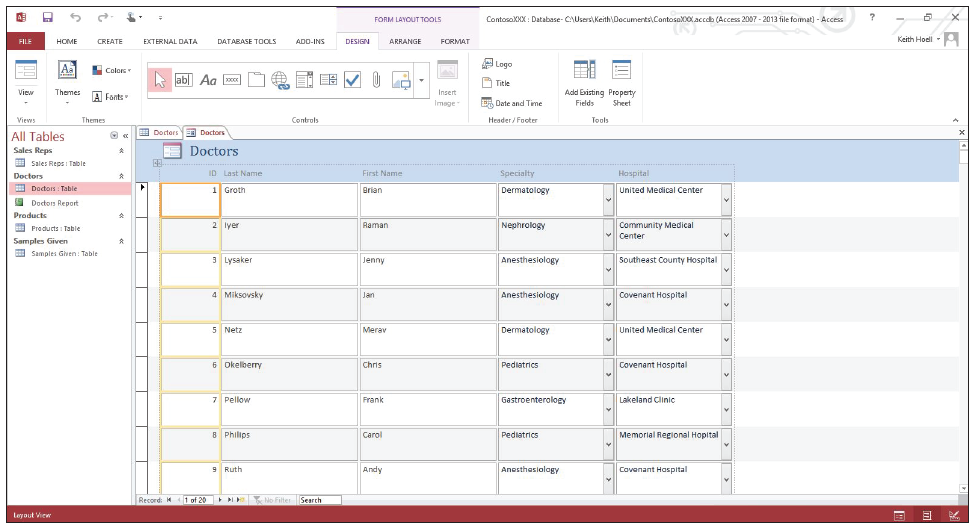 FORM LAYOUT TOOLS
ContosoXXX : Database- C:\Users\Keith\Documents\ContosoXXX.accdb (Access 2007 - 2013 file format) - Access
?
FILE HOME CREATE EXTERNAL DATA DATABASE TOOLS ADD-INS DESIGN ARRANGE FORMAT
Keith Hoell
View
Views
Aa
Themes
Colors
A Fonts
Themes
ab|
Aa
xxxx
Controls
Insert
Image
Logo
Title
Date and Time
Header / Footer
Add Existing
Fields
Property
Sheet
Tools
All Tables
Sales Reps
Sales Reps : Table
Doctors
Doctors : Table
Doctors Report
Products
Products : Table
Samples Given
Samples Given : Table
Doctors Doctors
Doctors
ID Last Name First Name Specialty Hospital
1 Groth Brian Dermatology United Medical Center
2 Iyer Raman Nephrology Community Medical
Center
3 Lysaker Jenny Anesthesiology Southeast County Hospital
4 Miksovsky Jan Anesthesiology Covenant Hospital
5 Netz Merav Dermatology United Medical Center
6 Okelberry Chris Pediatrics Covenant Hospital
7 Pellow Frank Gastroenterology Lakeland Clinic
8 Philips Carol Pediatrics Memorial Regional Hopital
9 Ruth Andy Anesthesiology Covenant Hospital
Record: 1 of 20 No Filter Search
Layout View